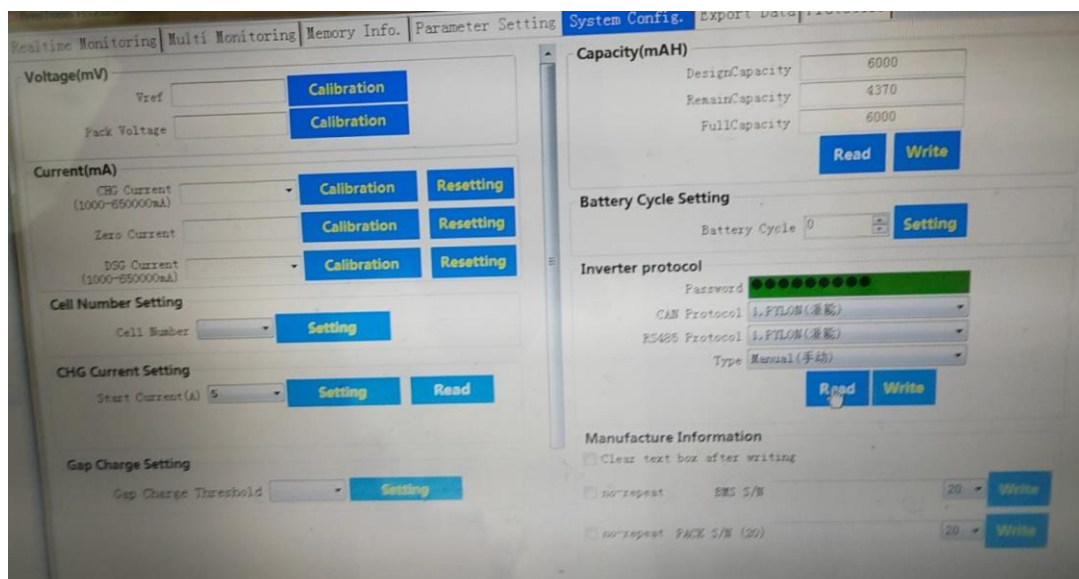 Realtime Monitoring Multi Monitoring Memory Info. Parameter Setting System Config. Export Data
Voltage(mV)
Vref Calibration
Pack Voltage Calibration
Current(mA)
CHG Current Calibration Resetting
(1000-650000mA)
Zero Current Calibration Resetting
DSG Current Calibration Resetting
(1000-650000mA)
Cell Number Setting
Cell Number Setting
CHG Current Setting
Start Current(A) 5 Setting Read
Gap Charge Setting
Gap Charge Threshold Setting
Capacity(mAH)
DesignCapacity 6000
RemainCapacity 4370
FullCapacity 6000
Read Write
Battery Cycle Setting
Battery Cycle 0 Setting
Inverter protocol
Password
CAN Protocol 1.PYLON(派能)
RS485 Protocol 1.PYLON(派能)
Type Manual(手动)
Read Write
Manufacture Information
Clear text box after writing
no-repeat BMS S/N 20 Write
no-repeat PACK S/N (20) 20 Write